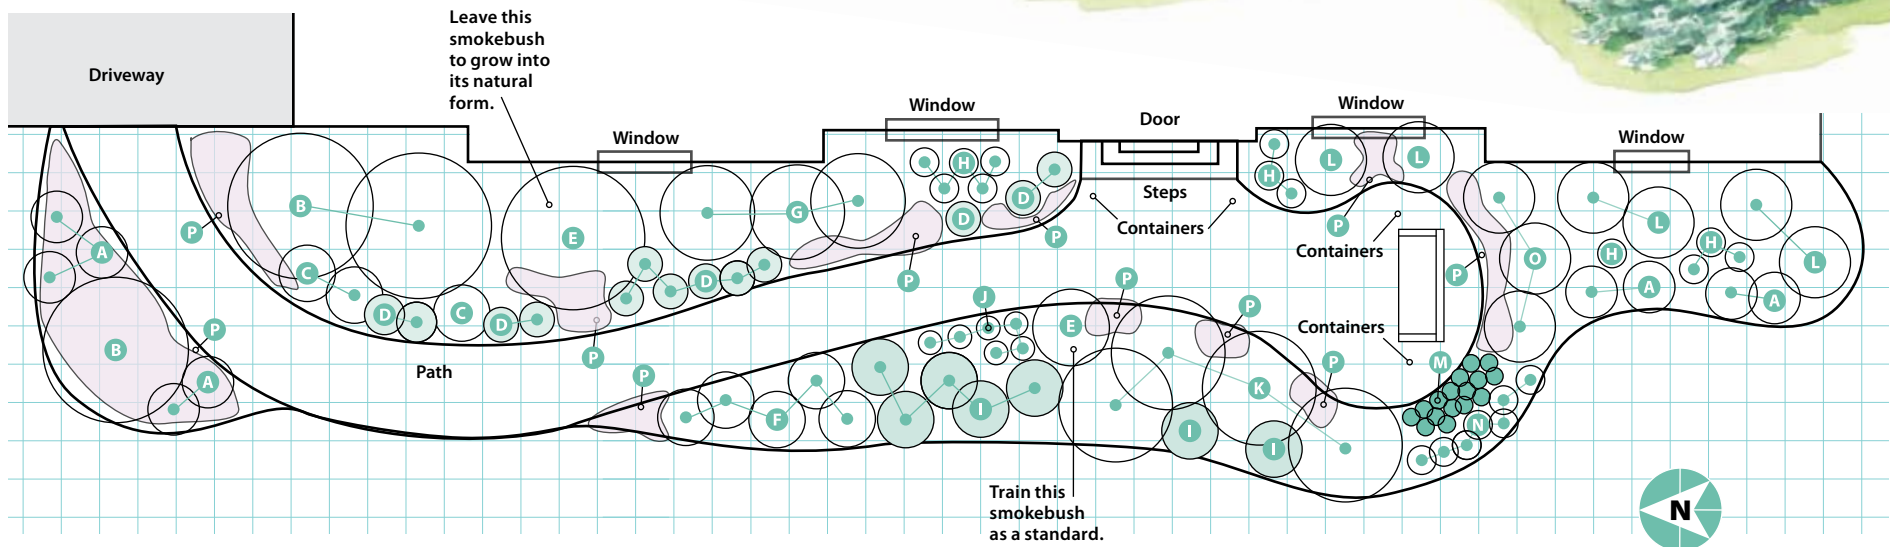 Leave this
smokebush
to grow into
its natural
form.
Driveway
Window
Window
Door
Window
Window
Steps
Containers
Containers
Containers
Path
Train this
smokebush
as a standard.
A
B
A
P
P
B
C
D
C
D
E
P
P
D
G
H
D
D
P
P
F
J
I
E
P
P
K
I
I
P
H
L
L
P
P
M
N
O
L
H
A
H
A
L
N